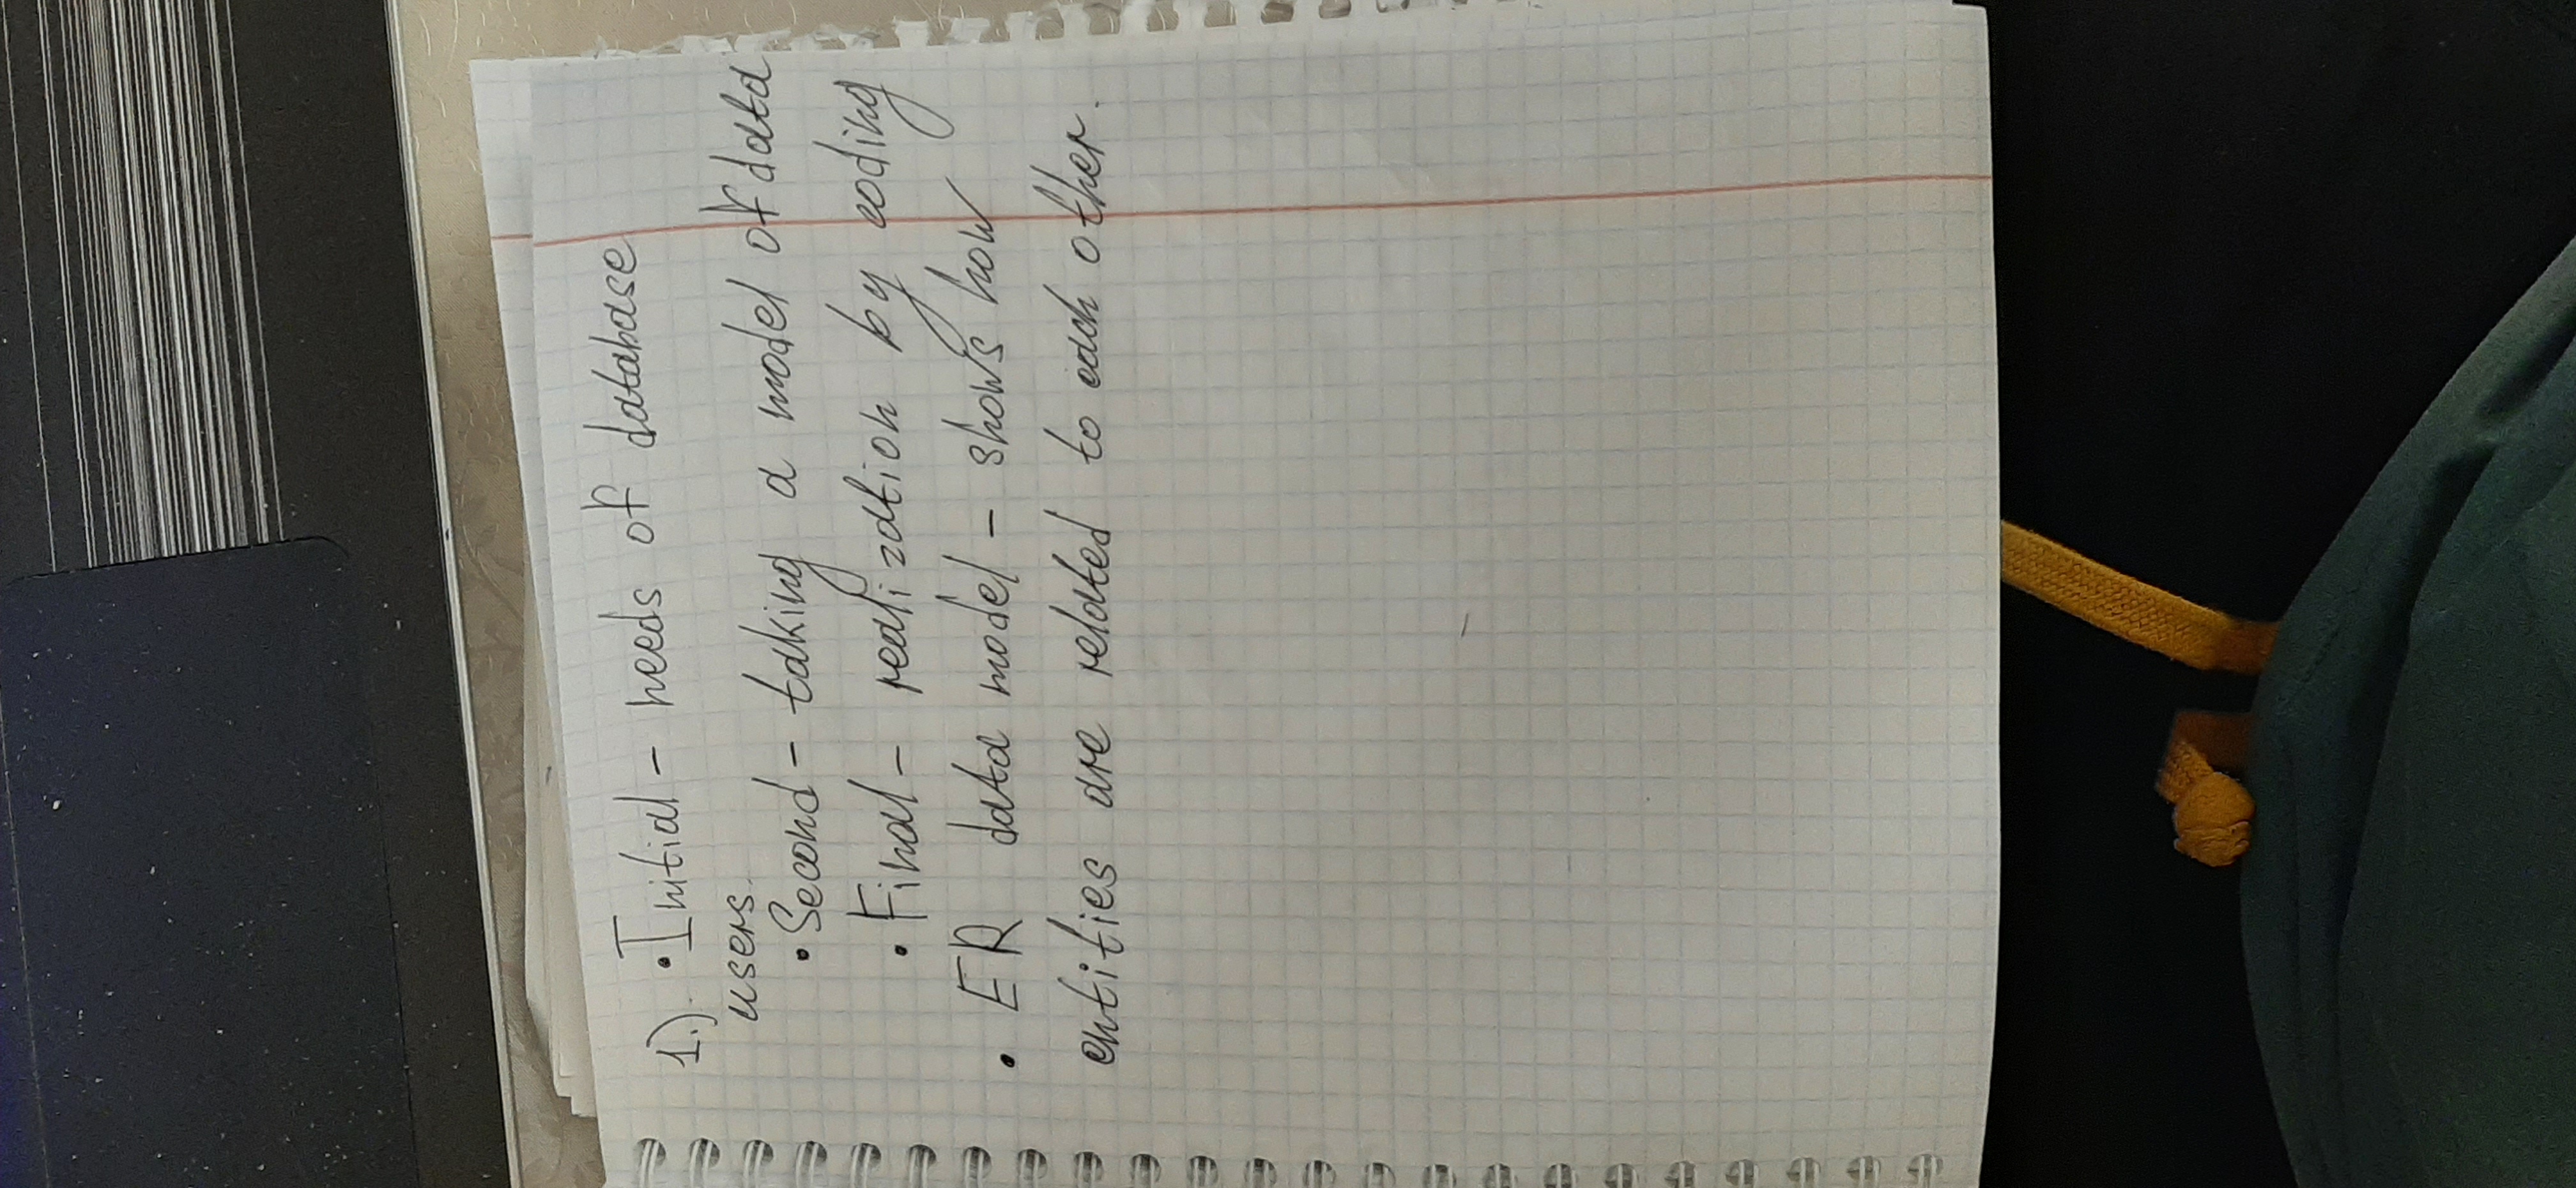 1.). •Initial - needs of database
users.
•Second - taking a model of data
•Final - realization by coding
• ER data model - shows how
entities are related to each other.